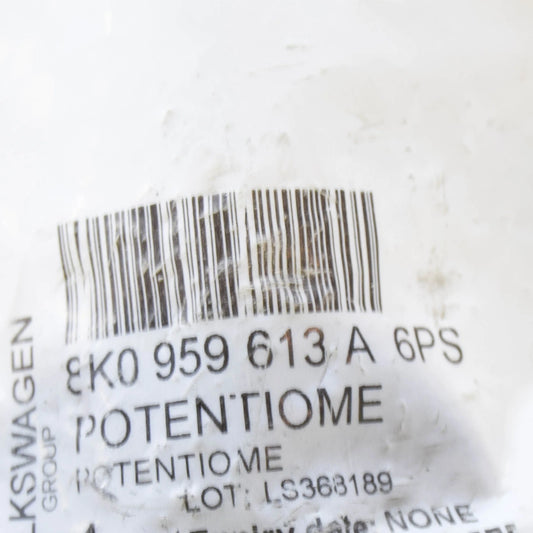 8K0 959 613 A 6PS
POTENTIOME
POTENTIOME
LOT: LS368189
Expiry date: NONE
LKSWAGEN
GROUP